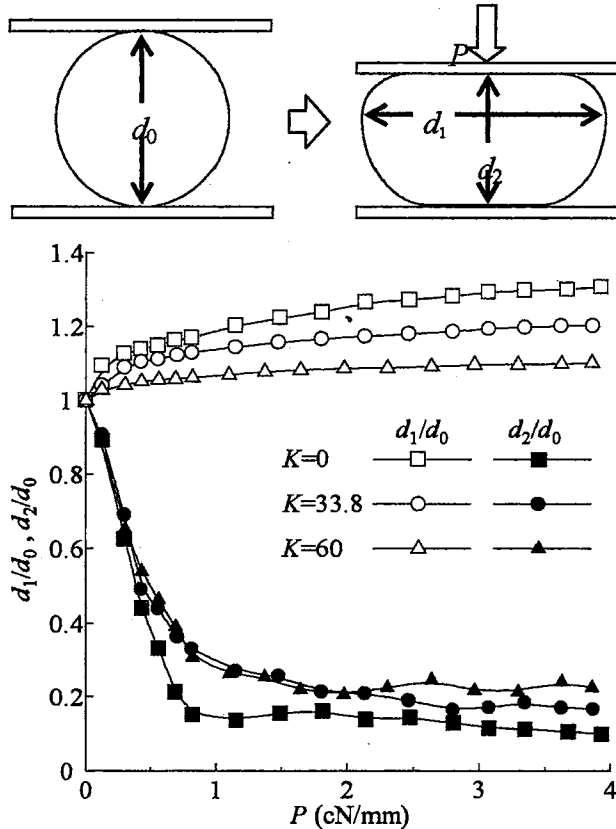 P
d₀
d₁
d₂
1.4
1.2
1
0.8
0.6
0.4
0.2
0
d₁/d₀ , d₂/d₀
d₁/d₀ d₂/d₀
K=0
K=33.8
K=60
0 1 2 3 4
P (cN/mm)